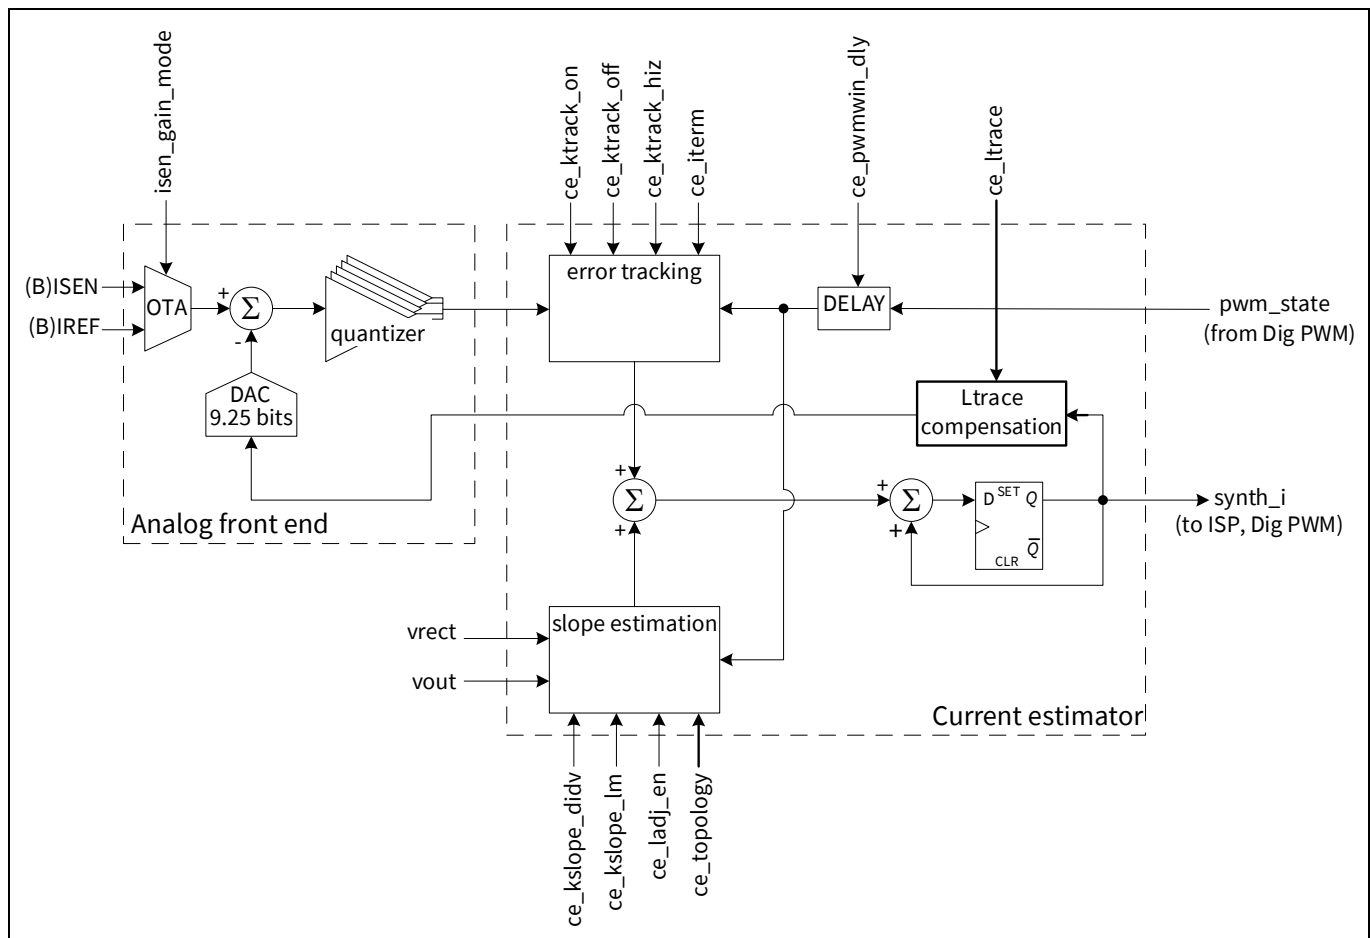 isen_gain_mode
ce_ktrack_on
ce_ktrack_off
ce_ktrack_hiz
ce_iterm
ce_pwmwin_dly
ce_ltrace
(B)ISEN
(B)IREF
OTA
+
Σ
-
quantizer
DAC
9.25 bits
Analog front end
error tracking
DELAY
pwm_state
(from Dig PWM)
Ltrace
compensation
+
Σ
+
+
Σ
+
D
SET
Q
Q̅
CLR
synth_i
(to ISP, Dig PWM)
vrect
vout
slope estimation
Current estimator
ce_kslope_didv
ce_kslope_lm
ce_ladj_en
ce_topology